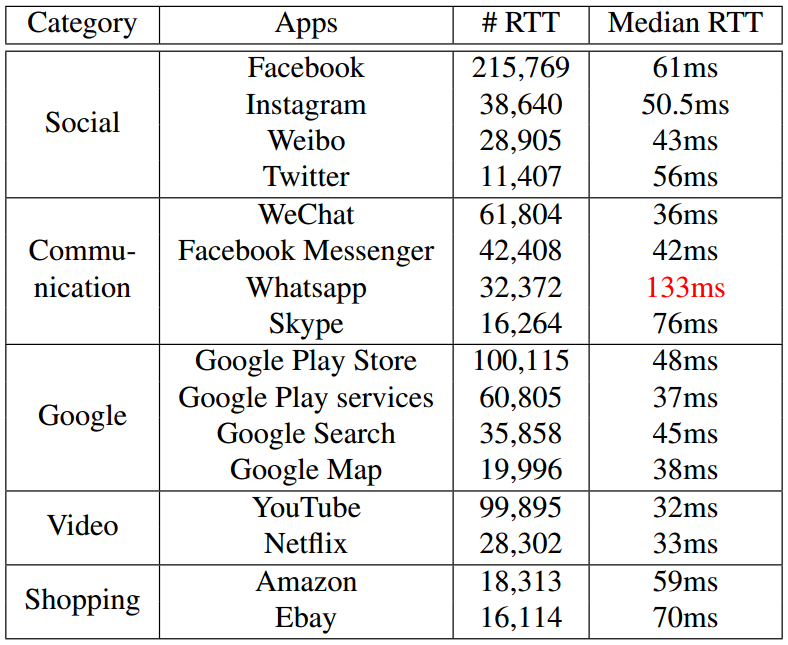 Category Apps # RTT Median RTT
Social
Facebook 215,769 61ms
Instagram 38,640 50.5ms
Weibo 28,905 43ms
Twitter 11,407 56ms
Commu-
nication
WeChat 61,804 36ms
Facebook Messenger 42,408 42ms
Whatsapp 32,372 133ms
Skype 16,264 76ms
Google
Google Play Store 100,115 48ms
Google Play services 60,805 37ms
Google Search 35,858 45ms
Google Map 19,996 38ms
Video
YouTube 99,895 32ms
Netflix 28,302 33ms
Shopping
Amazon 18,313 59ms
Ebay 16,114 70ms